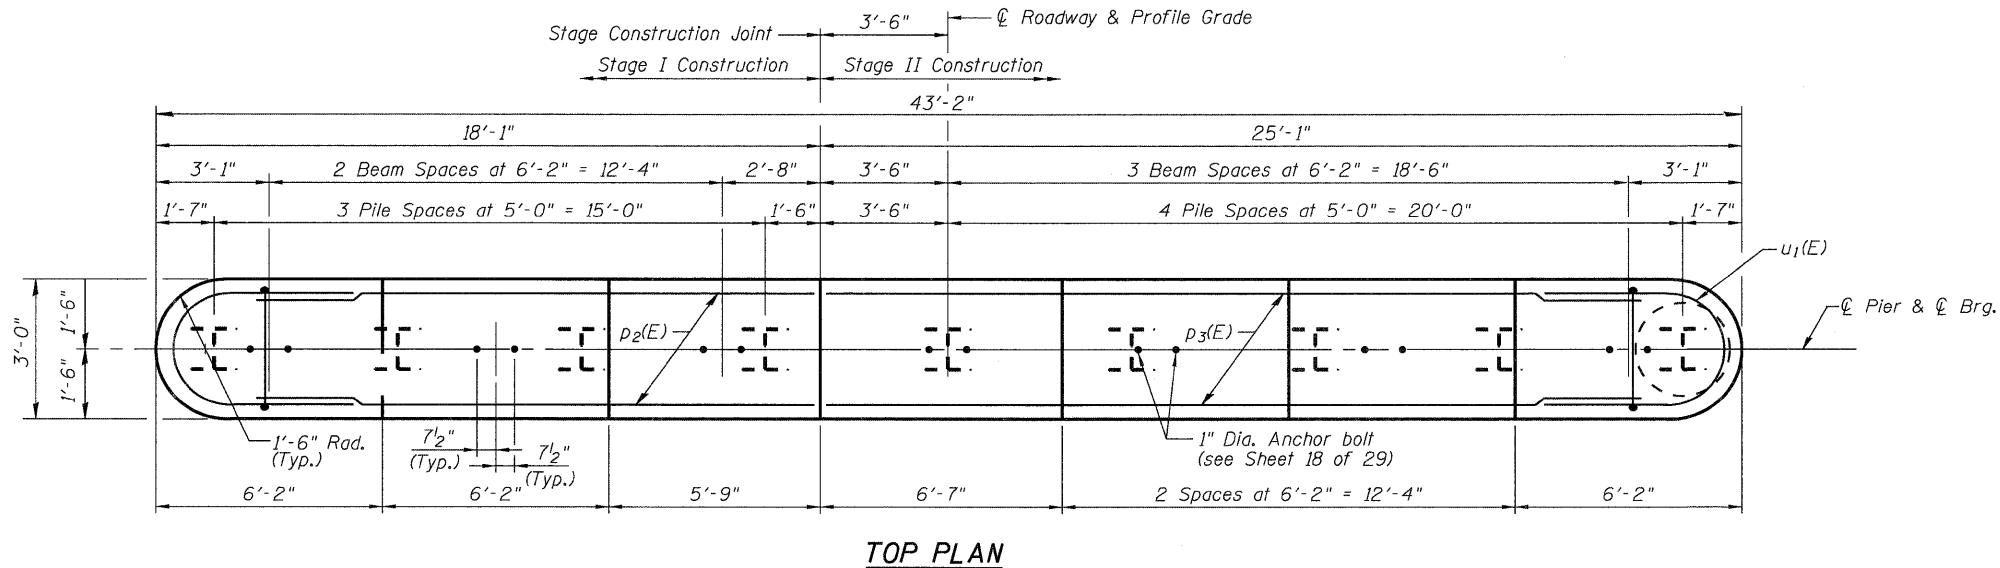 3'-6"
℄ Roadway & Profile Grade
Stage Construction Joint
Stage I Construction
Stage II Construction
43'-2"
18'-1"
25'-1"
3'-1"
2 Beam Spaces at 6'-2" = 12'-4"
2'-8"
3'-6"
3 Beam Spaces at 6'-2" = 18'-6"
3'-1"
1'-7"
3 Pile Spaces at 5'-0" = 15'-0"
1'-6"
3'-6"
4 Pile Spaces at 5'-0" = 20'-0"
1'-7"
u1(E)
3'-0"
1'-6"
1'-6"
p2(E)
p3(E)
℄ Pier & ℄ Brg.
1'-6" Rad.
(Typ.)
7½"
(Typ.)
7½"
(Typ.)
1" Dia. Anchor bolt
(see Sheet 18 of 29)
6'-2"
6'-2"
5'-9"
6'-7"
2 Spaces at 6'-2" = 12'-4"
6'-2"
TOP PLAN